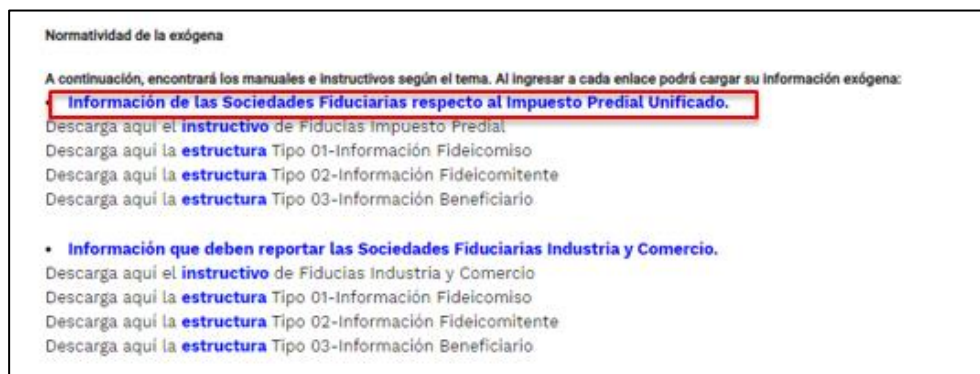 Normatividad de la exógena
A continuación, encontrará los manuales e instructivos según el tema. Al ingresar a cada enlace podrá cargar su información exógena:
• Información de las Sociedades Fiduciarias respecto al Impuesto Predial Unificado.
Descarga aquí el instructivo de Fiducias Impuesto Predial
Descarga aquí la estructura Tipo 01-Información Fideicomiso
Descarga aquí la estructura Tipo 02-Información Fideicomitente
Descarga aquí la estructura Tipo 03-Información Beneficiario
• Información que deben reportar las Sociedades Fiduciarias Industria y Comercio.
Descarga aquí el instructivo de Fiducias Industria y Comercio
Descarga aquí la estructura Tipo 01-Información Fideicomiso
Descarga aquí la estructura Tipo 02-Información Fideicomitente
Descarga aquí la estructura Tipo 03-Información Beneficiario